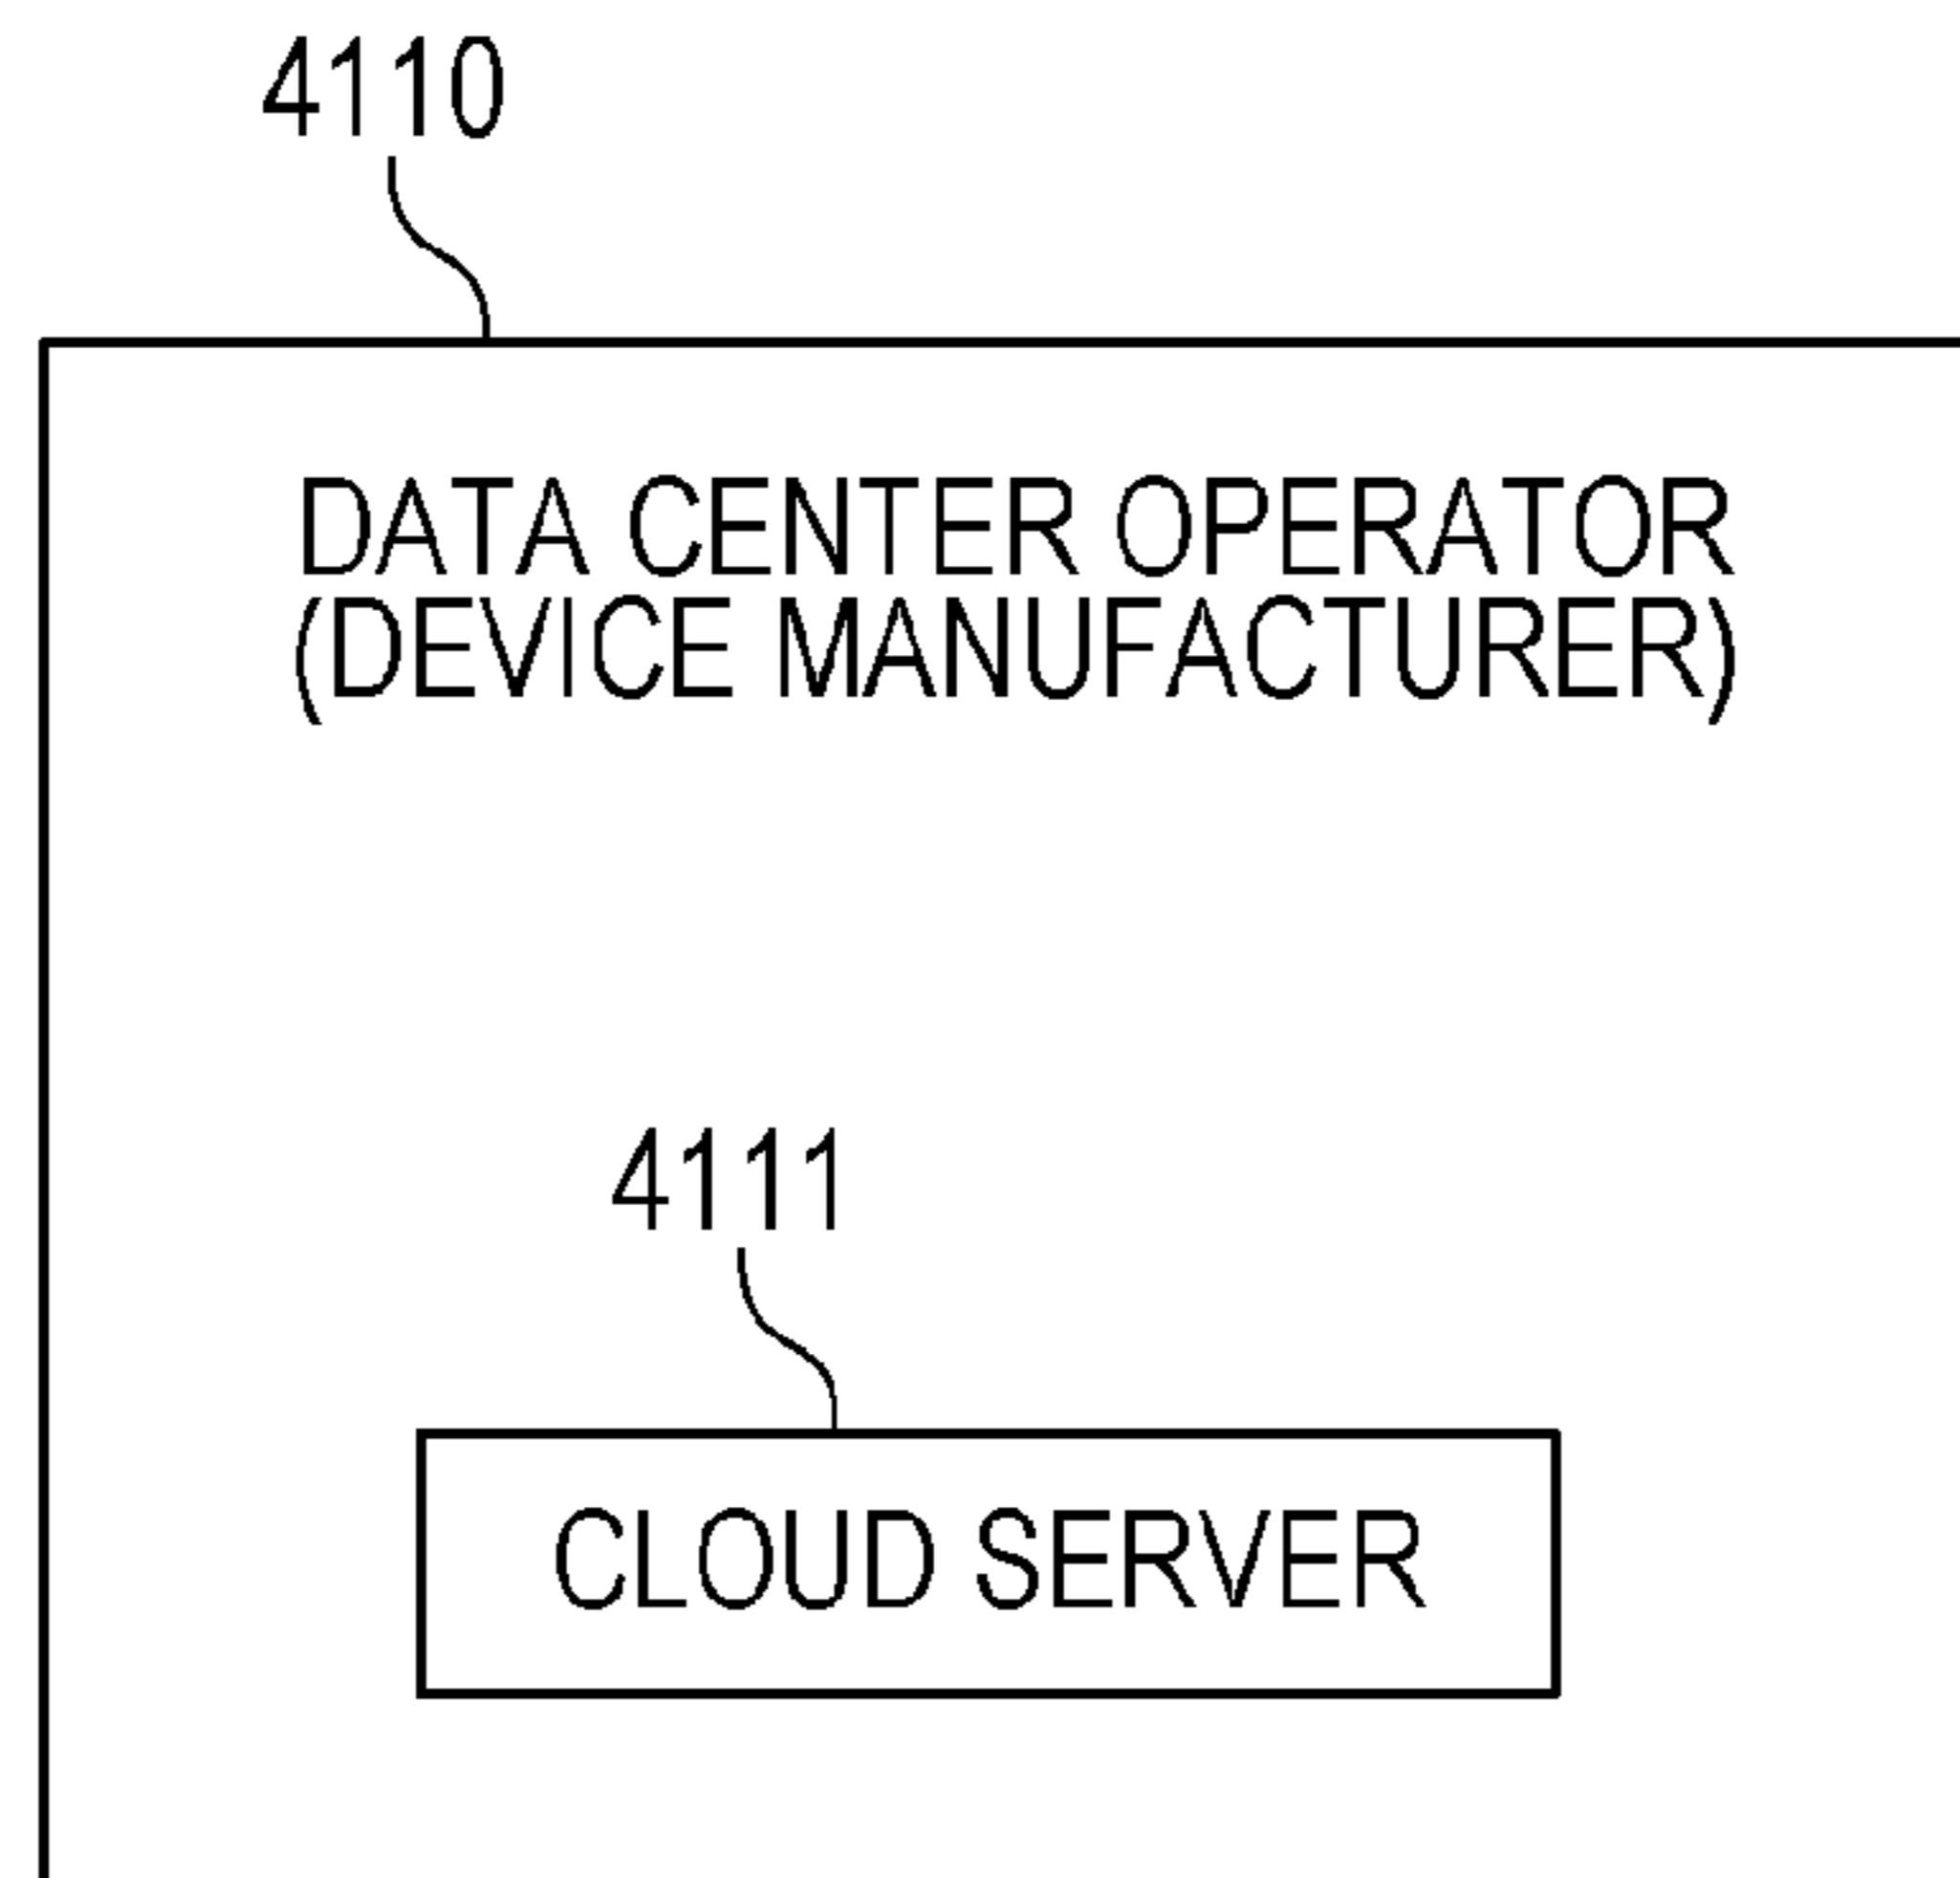 4110
DATA CENTER OPERATOR
(DEVICE MANUFACTURER)
4111
CLOUD SERVER